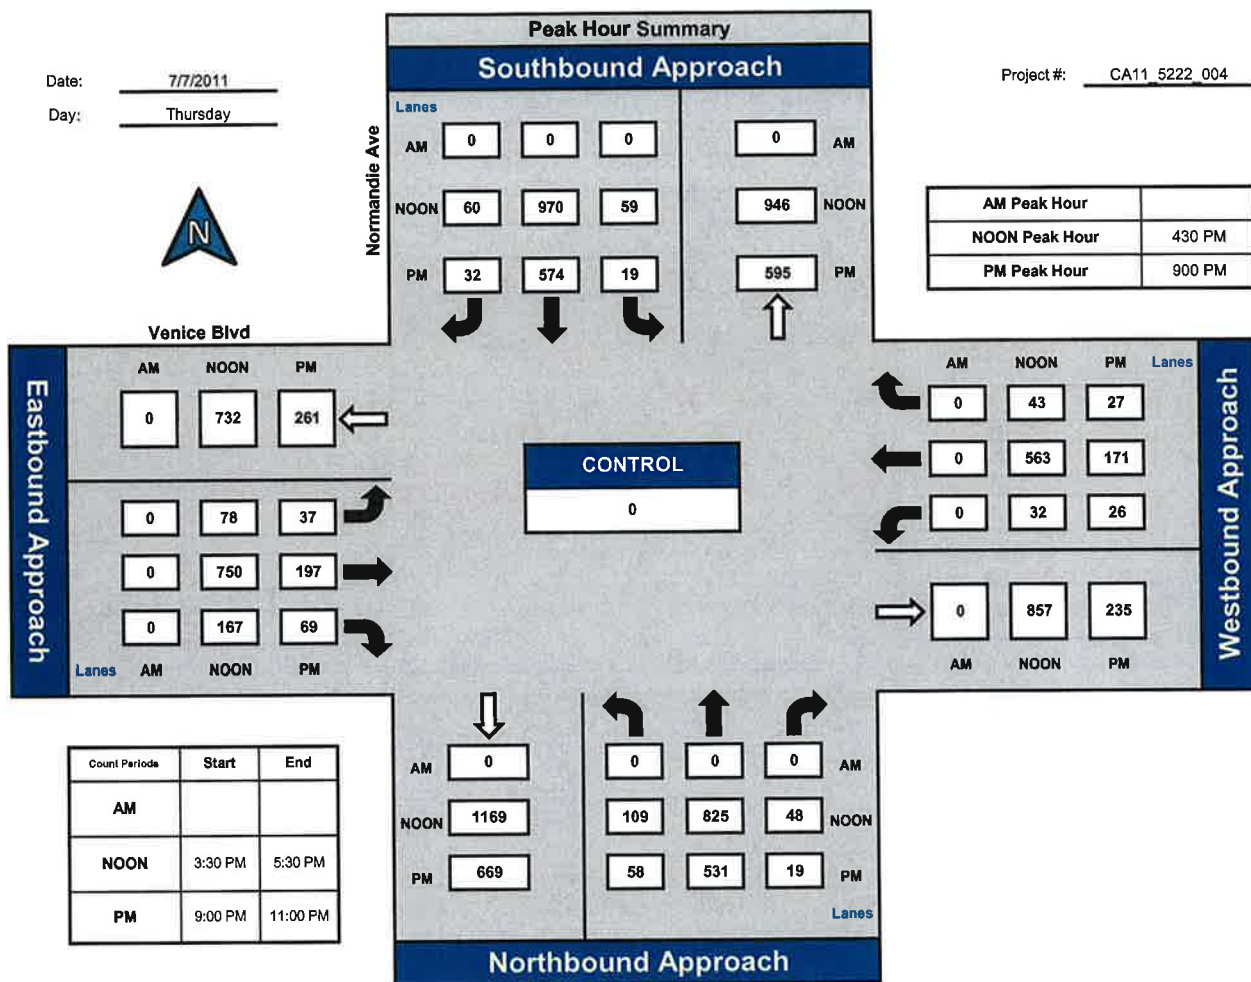 Peak Hour Summary
Southbound Approach
Date: 7/7/2011
Day: Thursday
Project #: CA11_5222_004
N
Normandie Ave
Lanes
AM 0 0 0 0 AM
NOON 60 970 59 946 NOON
PM 32 574 19 595 PM
AM Peak Hour
NOON Peak Hour 430 PM
PM Peak Hour 900 PM
Venice Blvd
Eastbound Approach
AM NOON PM
0 732 261
0 78 37
0 750 197
0 167 69
Lanes AM NOON PM
CONTROL
0
AM NOON PM Lanes
0 43 27
0 563 171
0 32 26
0 857 235
AM NOON PM
Westbound Approach
Count Periods Start End
AM
NOON 3:30 PM 5:30 PM
PM 9:00 PM 11:00 PM
AM 0 0 0 0 AM
NOON 1169 109 825 48 NOON
PM 669 58 531 19 PM
Lanes
Northbound Approach